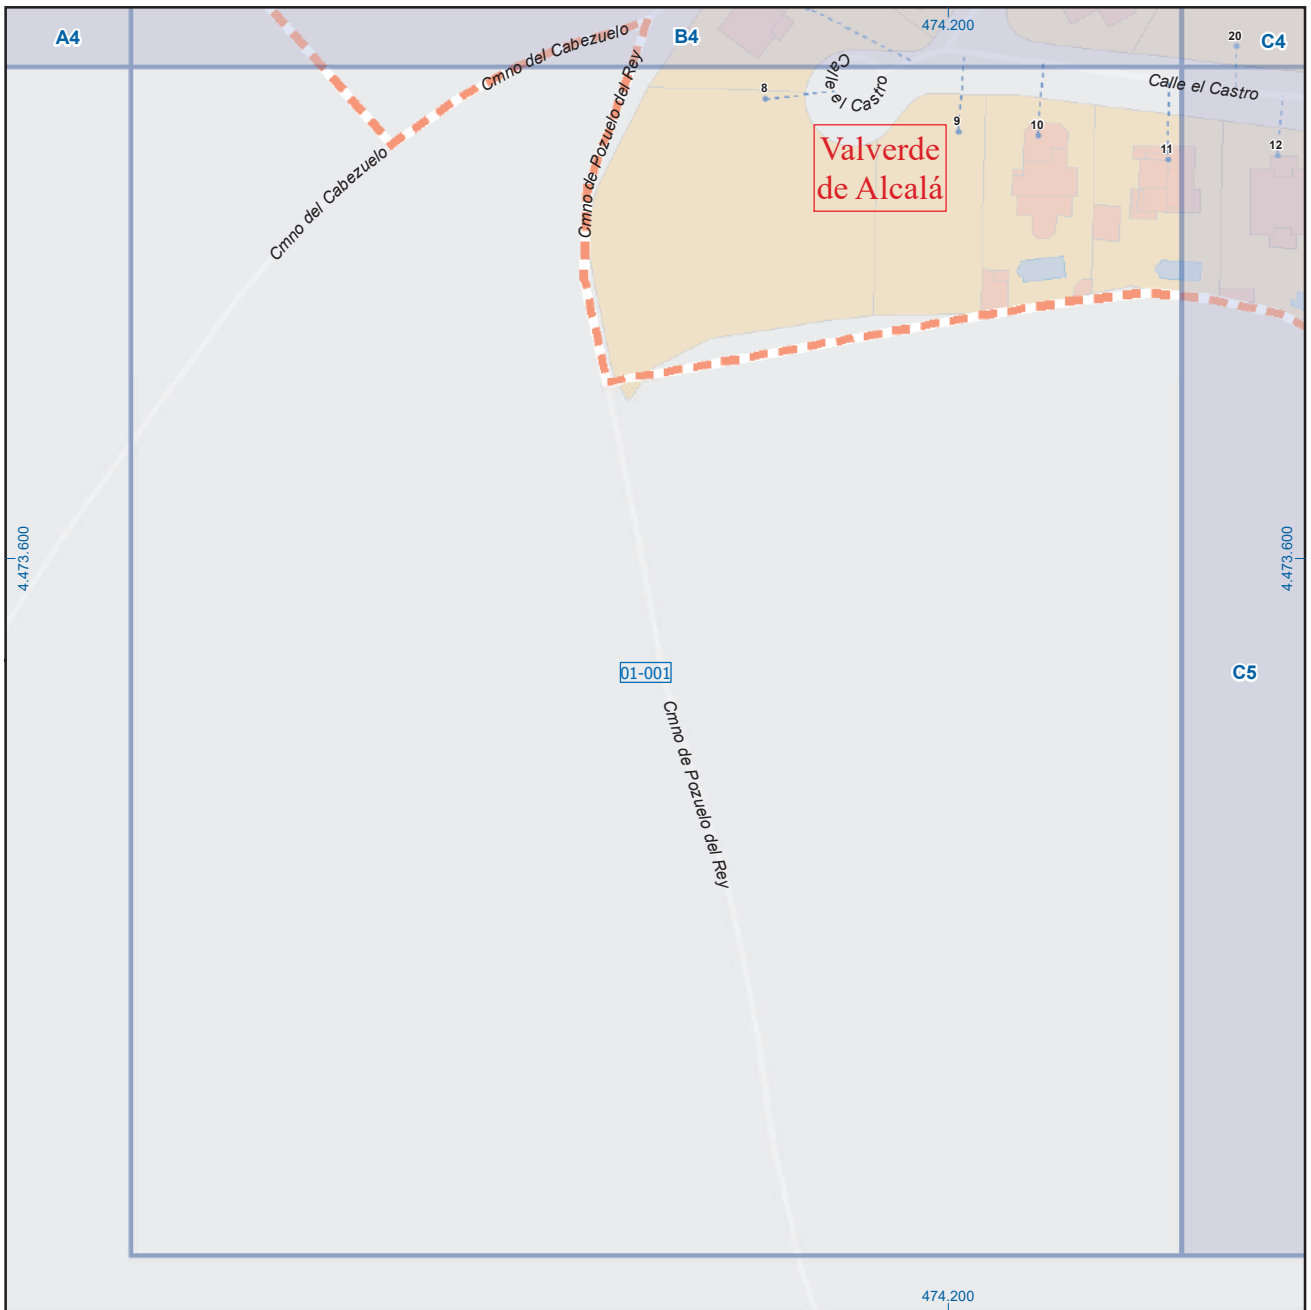 A4
B4
474.200
20
C4
Cmno del Cabezuelo
Cmno de Pozuelo del Rey
Calle el Castro
Calle el Castro
8
9
10
11
12
Valverde
de Alcalá
Cmno del Cabezuelo
4.473.600
4.473.600
01-001
C5
Cmno de Pozuelo del Rey
474.200